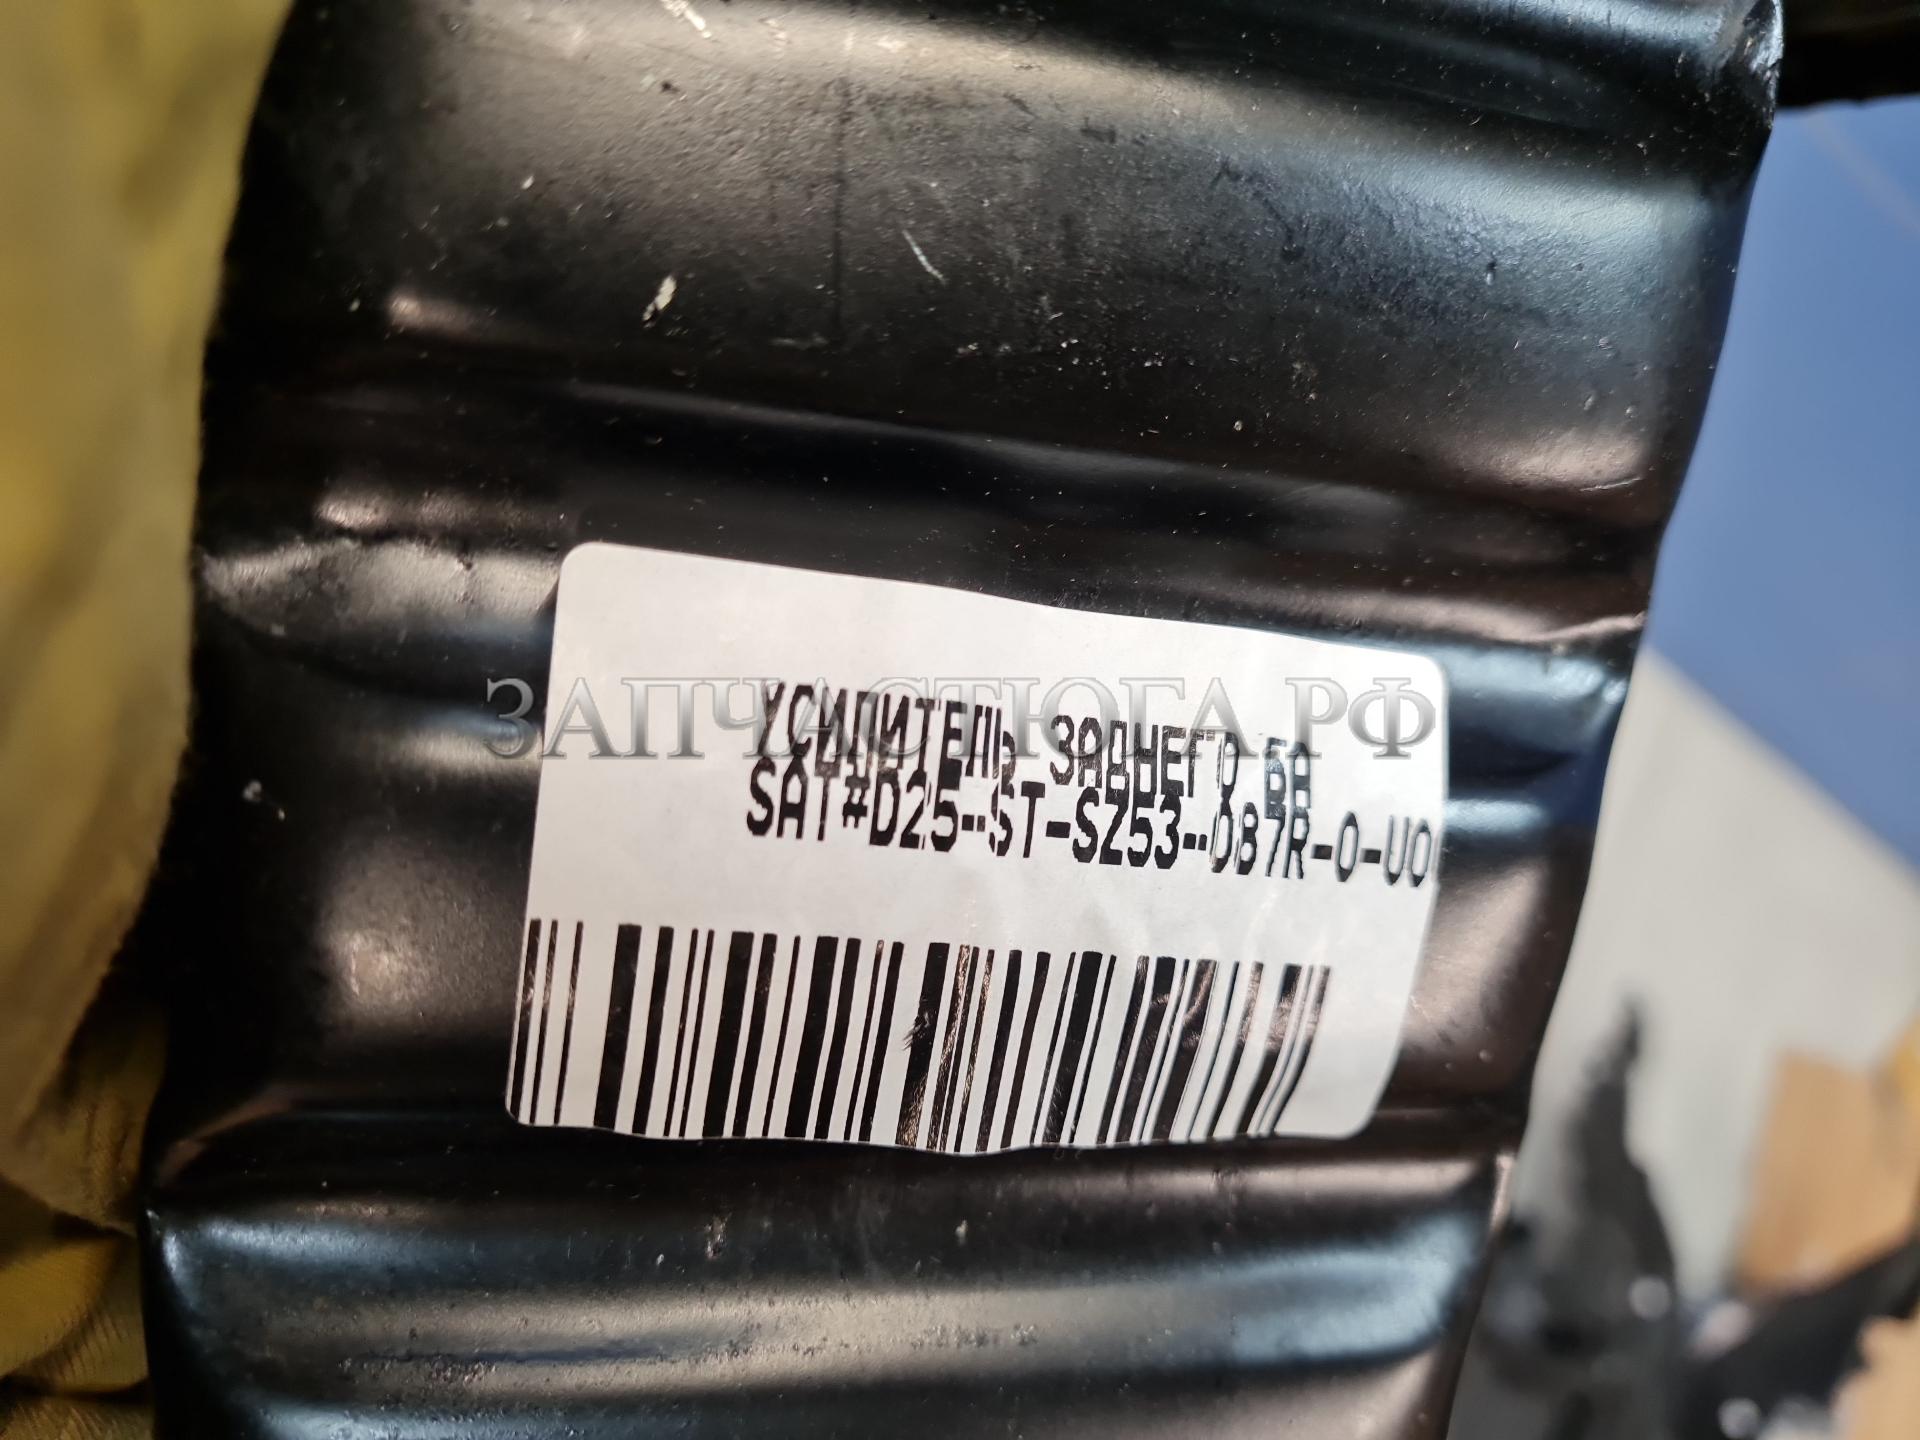 ЗАПЧАСТЮГА.РФ
УСИЛИТЕЛЬ ЗАДНЕГО БА
SAT#D25-ST-SZ53-087R-0-U0